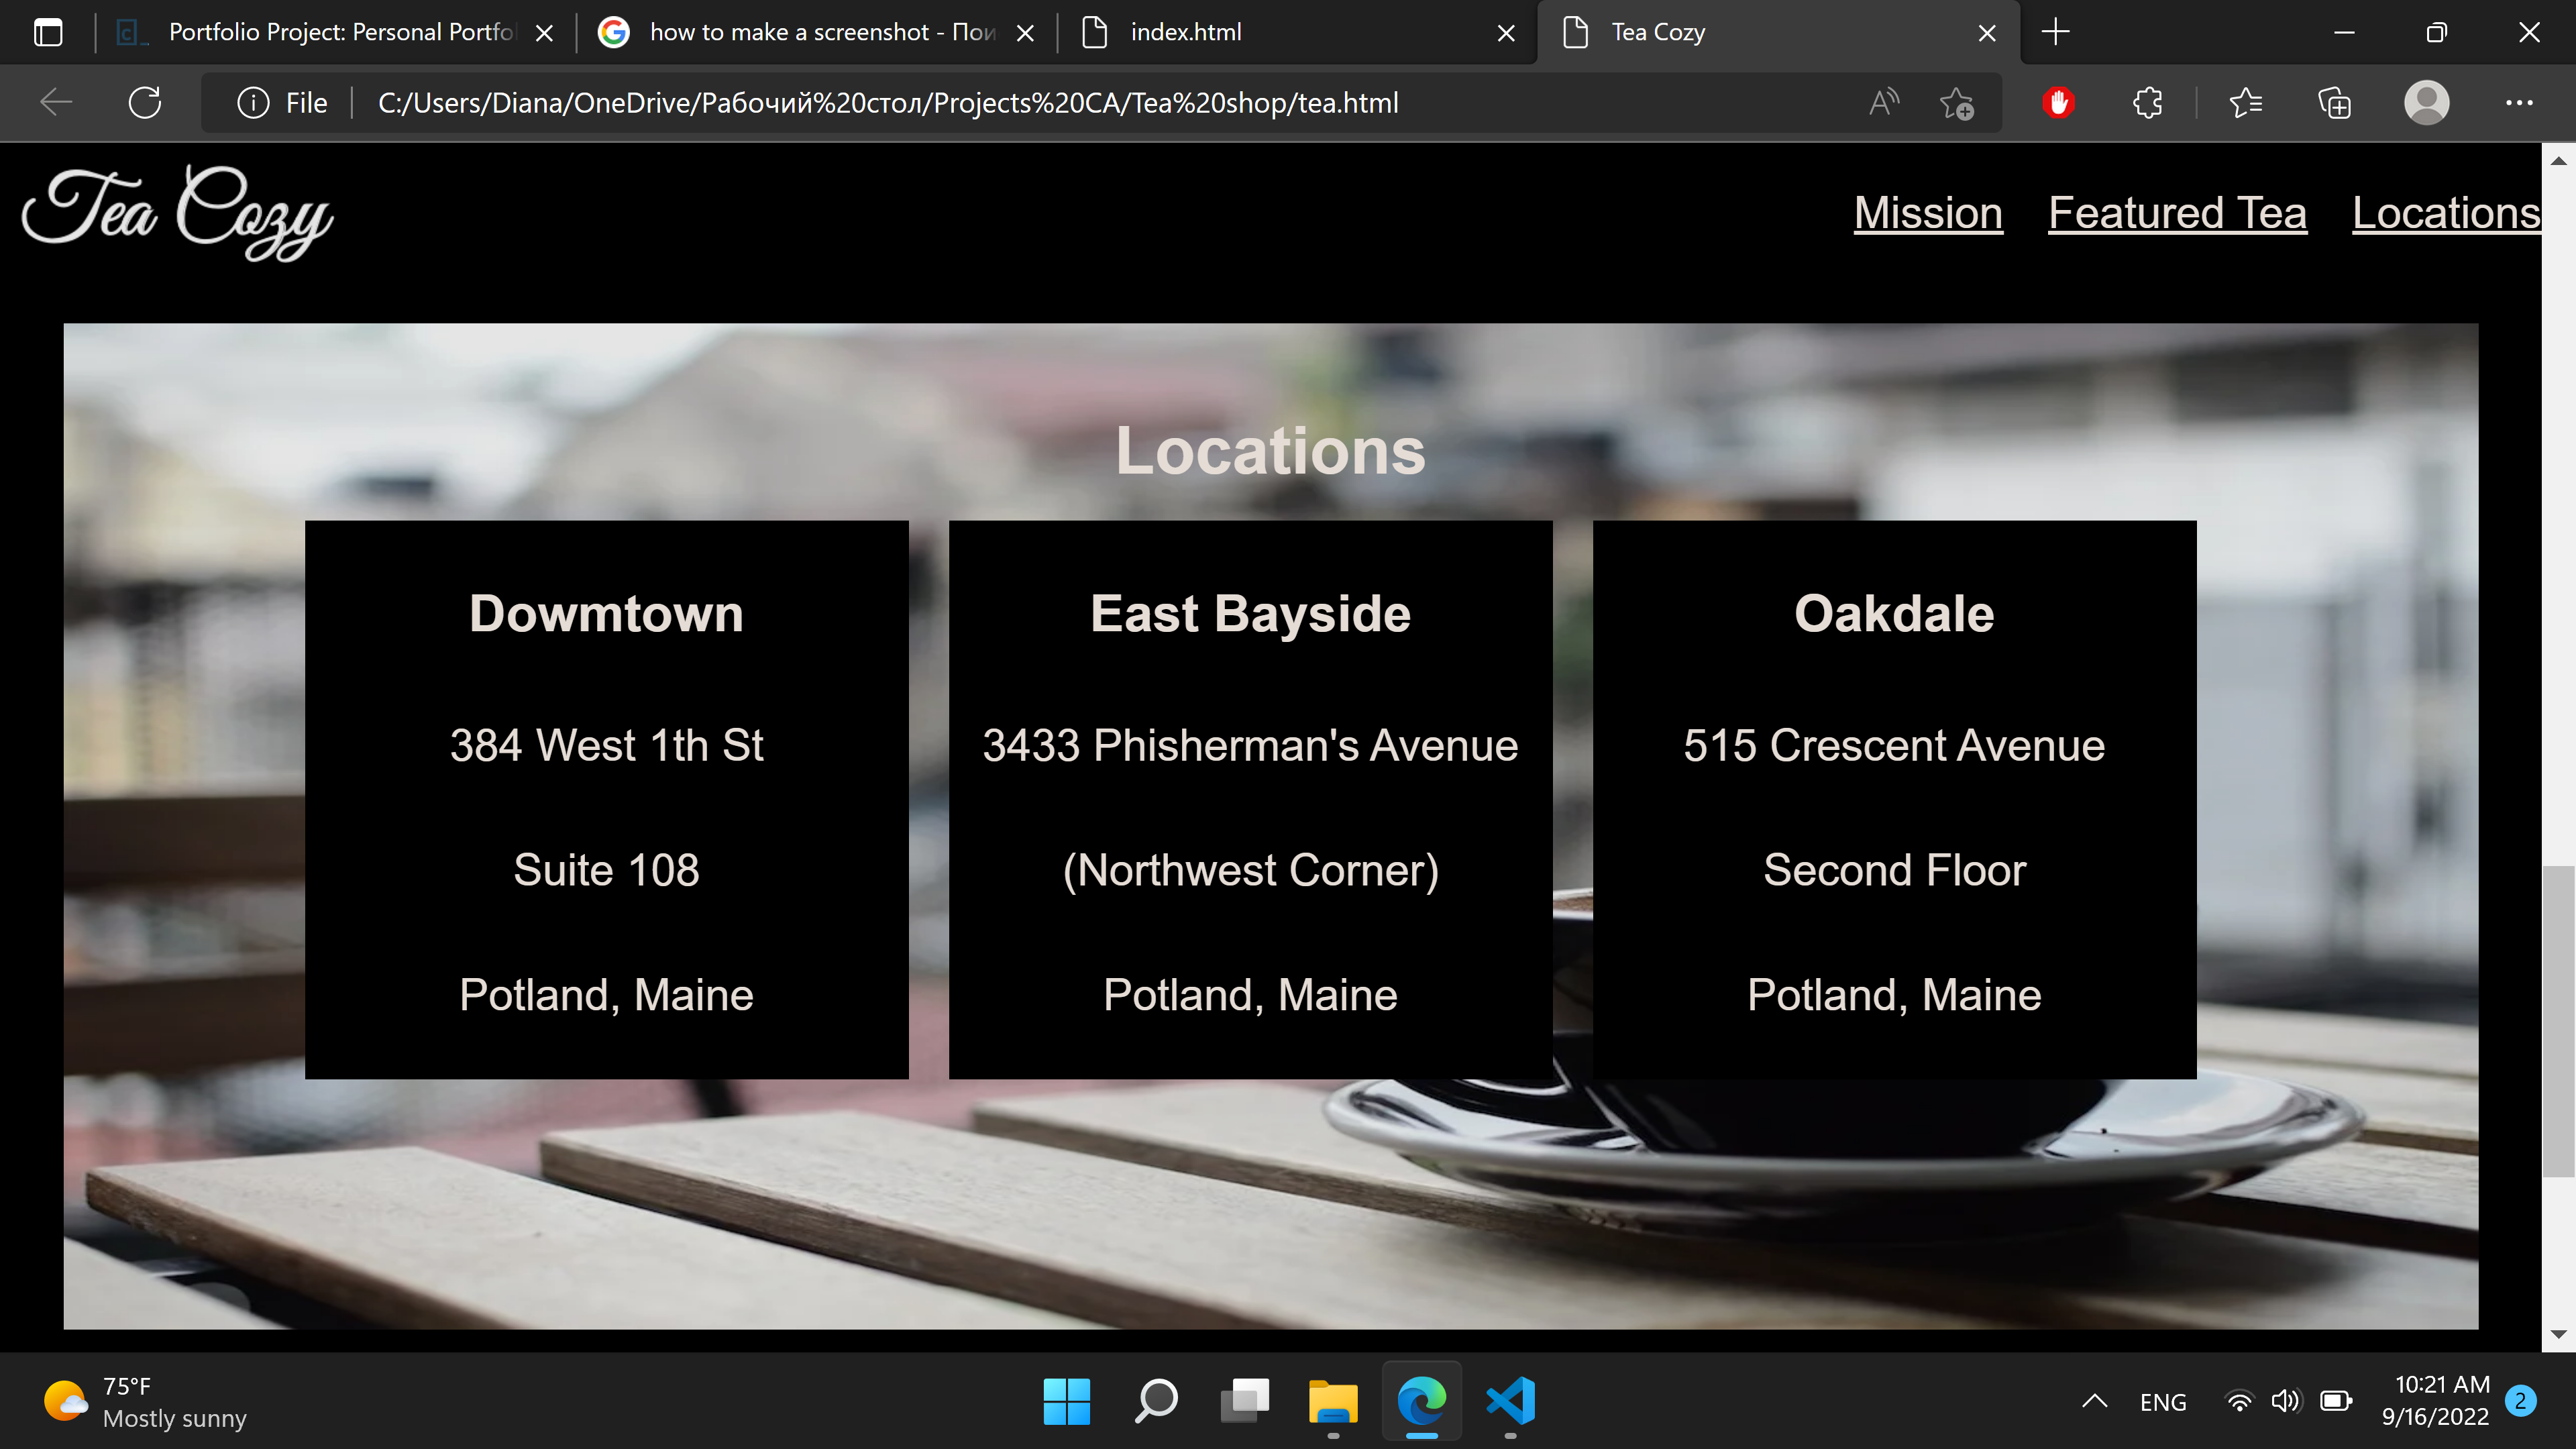 Portfolio Project: Personal Portfol
how to make a screenshot - Пои
index.html
Tea Cozy
File
C:/Users/Diana/OneDrive/Рабочий%20стол/Projects%20CA/Tea%20shop/tea.html
Tea Cozy
Mission Featured Tea Locations
Locations
Dowmtown
384 West 1th St
Suite 108
Potland, Maine
East Bayside
3433 Phisherman's Avenue
(Northwest Corner)
Potland, Maine
Oakdale
515 Crescent Avenue
Second Floor
Potland, Maine
75°F
Mostly sunny
ENG
10:21 AM
9/16/2022
2